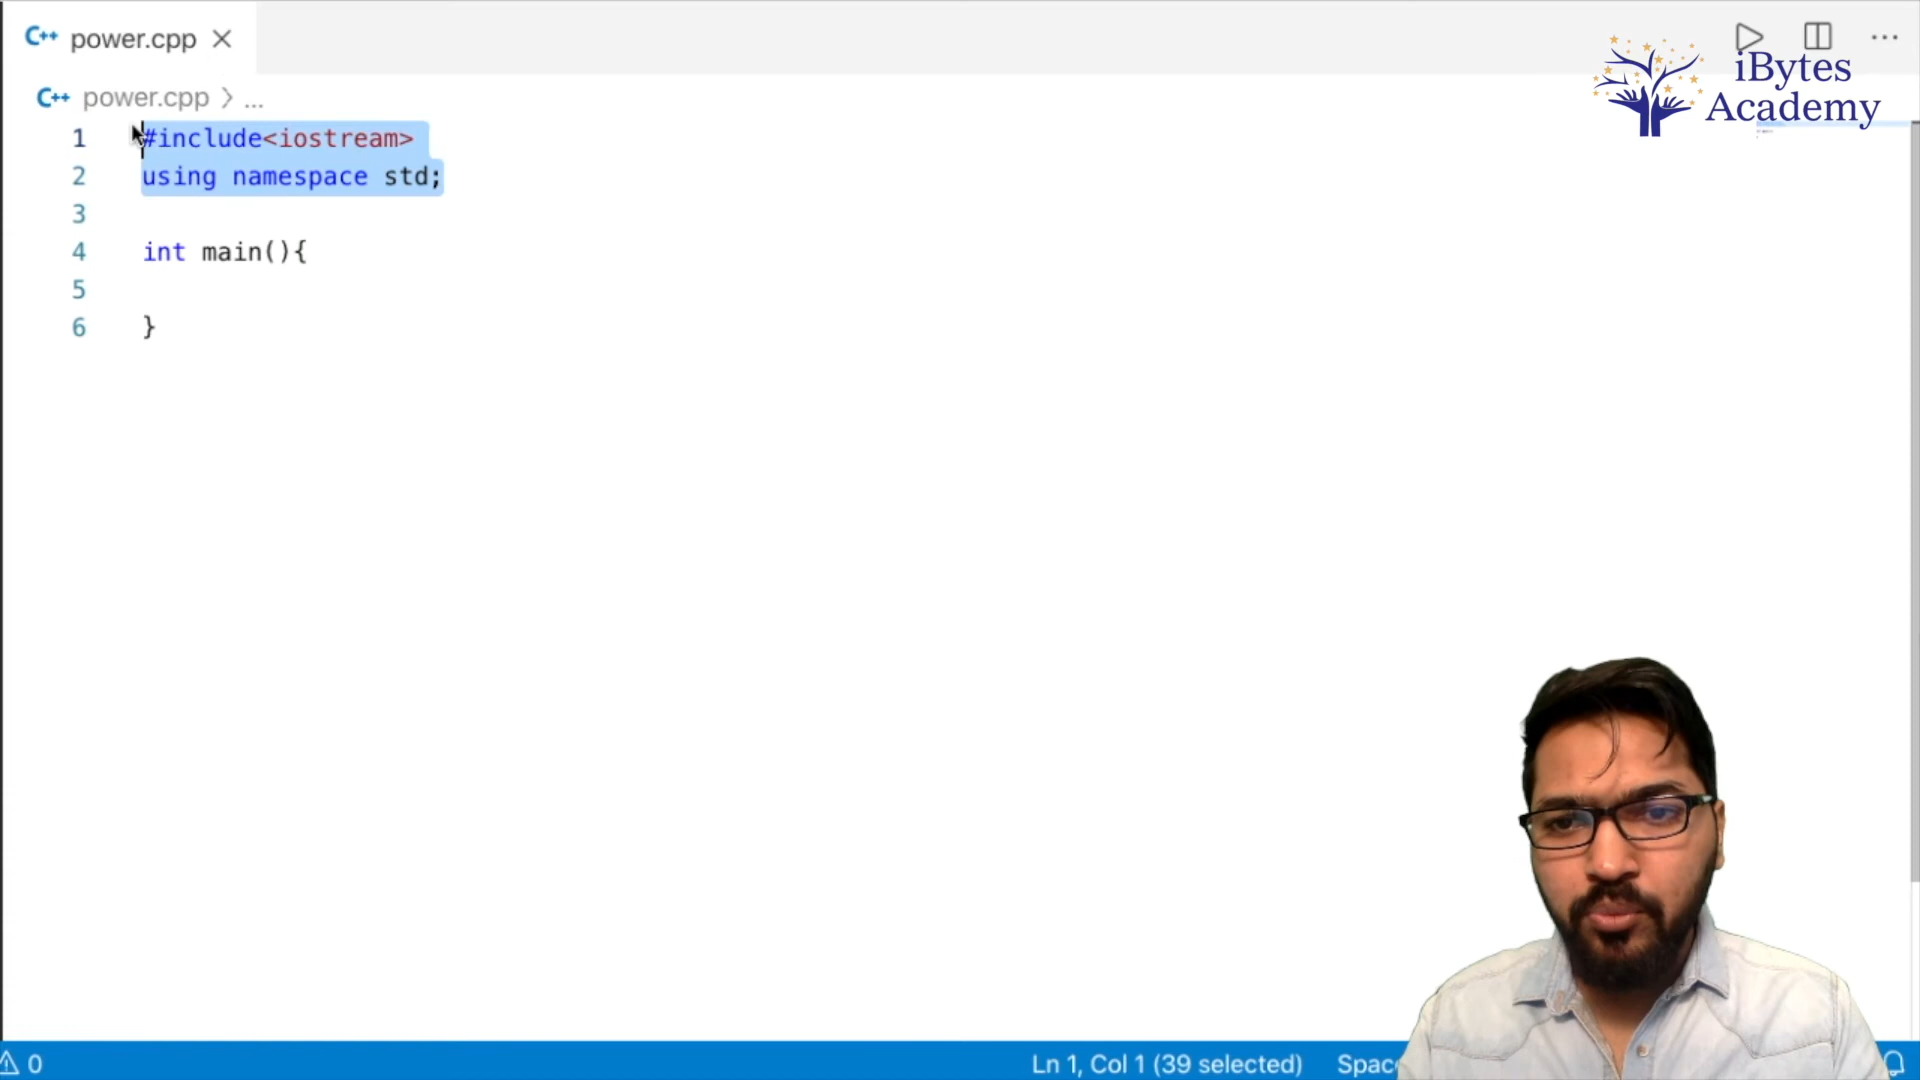 C++ power.cpp
iBytes
Academy
C++ power.cpp > ...
1 #include<iostream>
2 using namespace std;
3
4 int main(){
5
6 }
0
Ln 1, Col 1 (39 selected)